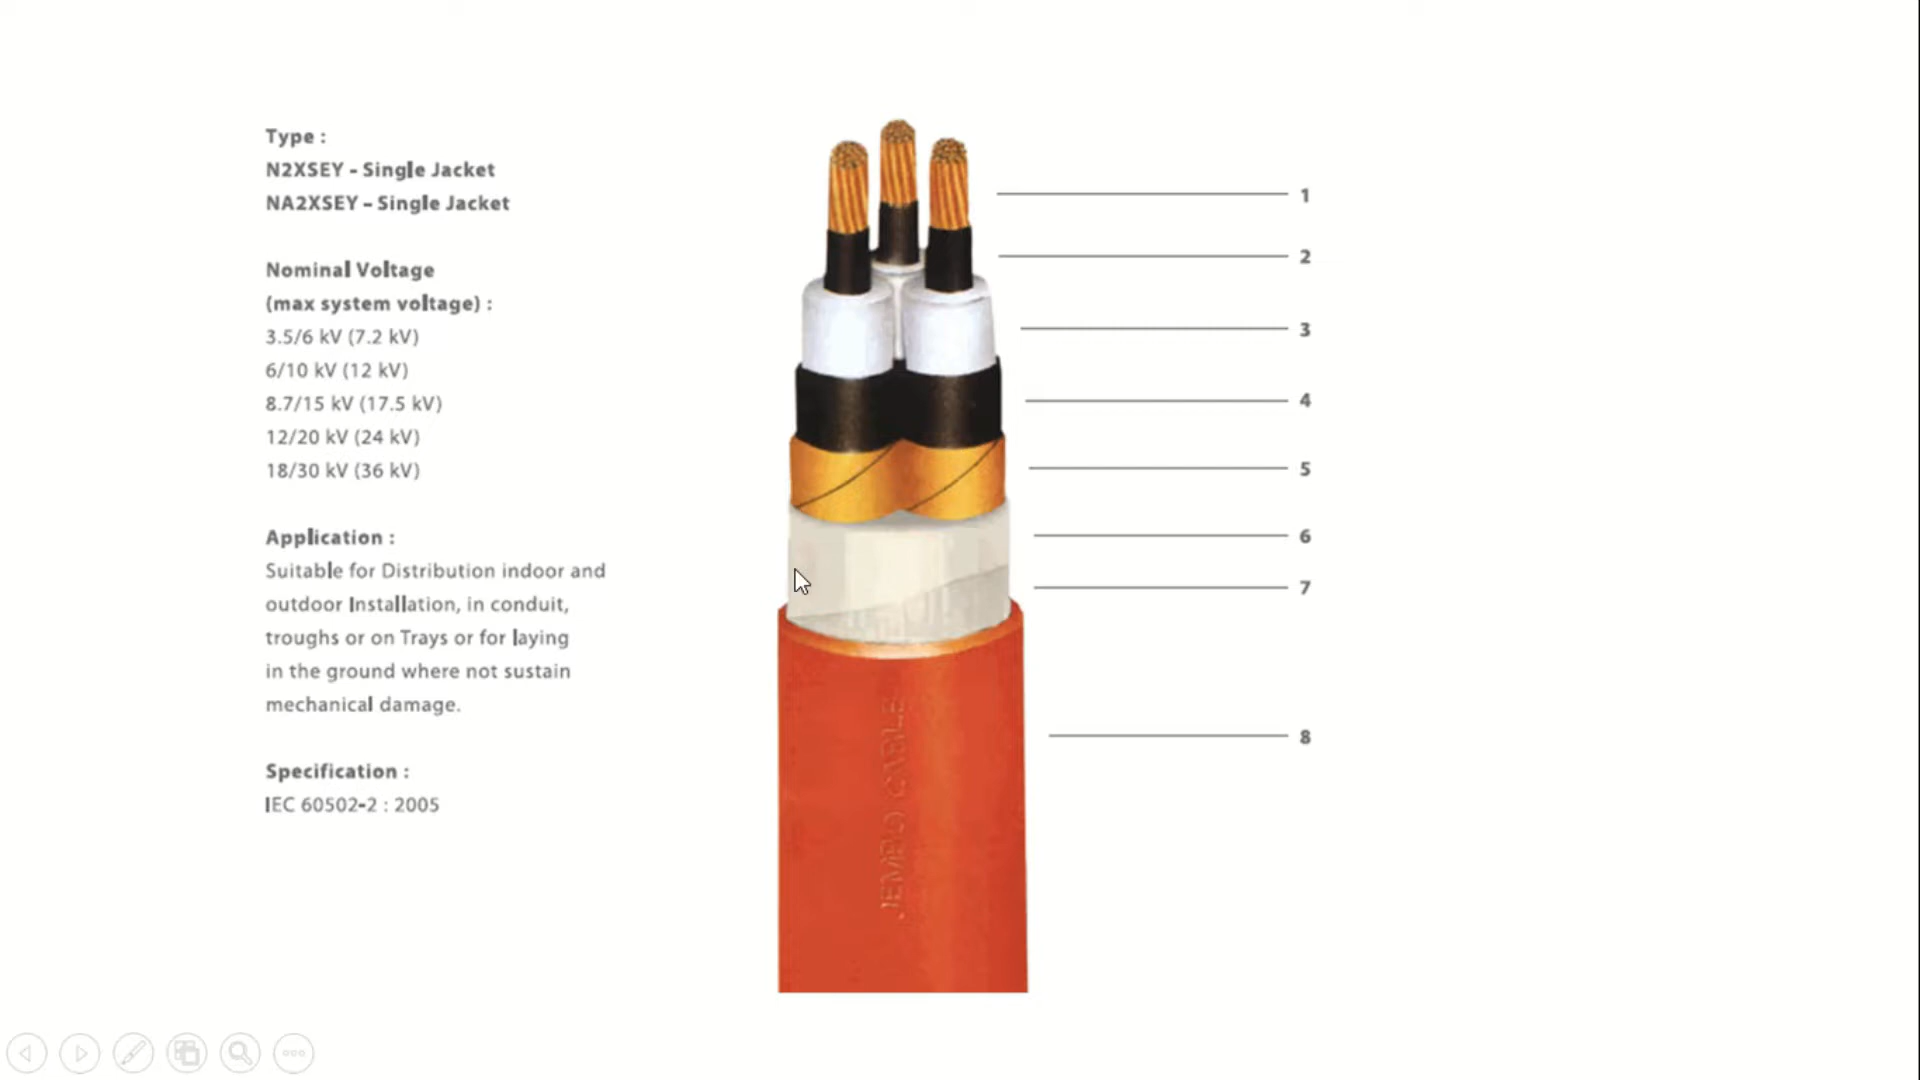 Type :
N2XSEY – Single Jacket
NA2XSEY – Single Jacket
Nominal Voltage
(max system voltage) :
3.5/6 kV (7.2 kV)
6/10 kV (12 kV)
8.7/15 kV (17.5 kV)
12/20 kV (24 kV)
18/30 kV (36 kV)
Application :
Suitable for Distribution indoor and
outdoor Installation, in conduit,
troughs or on Trays or for laying
in the ground where not sustain
mechanical damage.
Specification :
IEC 60502-2 : 2005
1
2
3
4
5
6
7
8
JEMBO CABLE